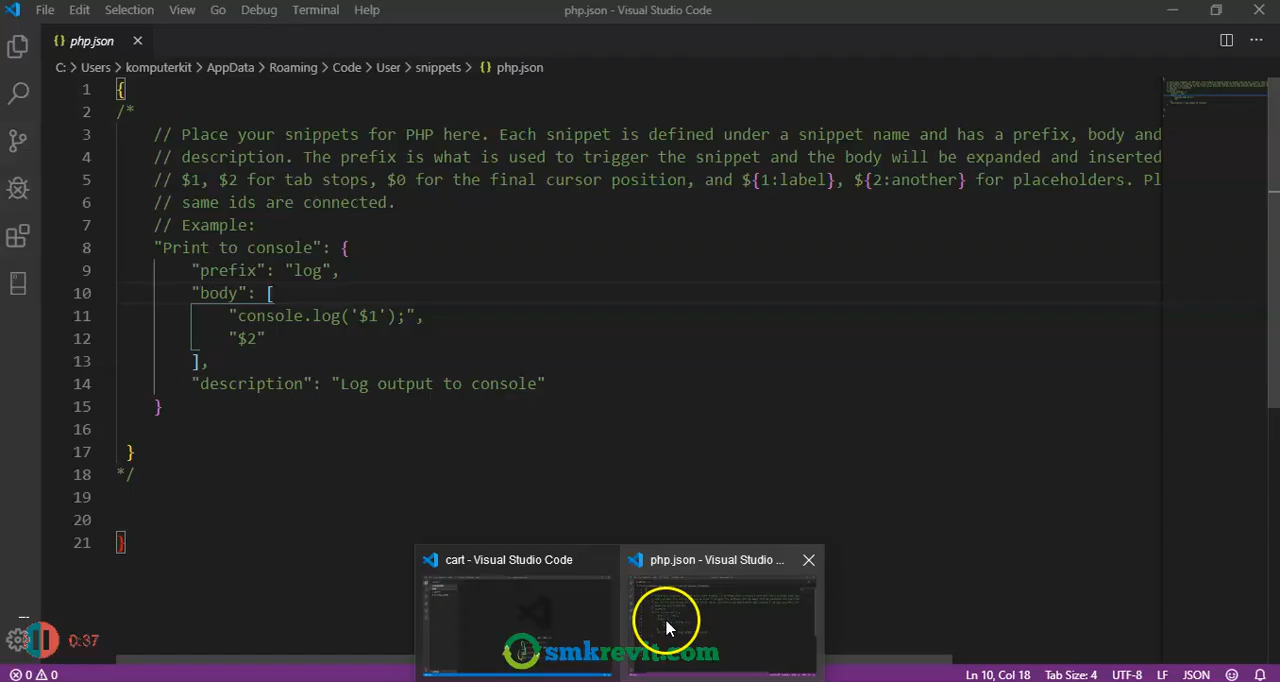 File Edit Selection View Go Debug Terminal Help php.json - Visual Studio Code
{} php.json
C: > Users > komputerkit > AppData > Roaming > Code > User > snippets > {} php.json
1 {
2 /*
3 // Place your snippets for PHP here. Each snippet is defined under a snippet name and has a prefix, body and
4 // description. The prefix is what is used to trigger the snippet and the body will be expanded and inserted
5 // $1, $2 for tab stops, $0 for the final cursor position, and ${1:label}, ${2:another} for placeholders. Pl
6 // same ids are connected.
7 // Example:
8 "Print to console": {
9 "prefix": "log",
10 "body": [
11 "console.log('$1');",
12 "$2"
13 ],
14 "description": "Log output to console"
15 }
16
17 }
18 */
19
20
21 }
cart - Visual Studio Code
php.json - Visual Studio ...
0:37
smkrevit.com
0 0 Ln 10, Col 18 Tab Size: 4 UTF-8 LF JSON